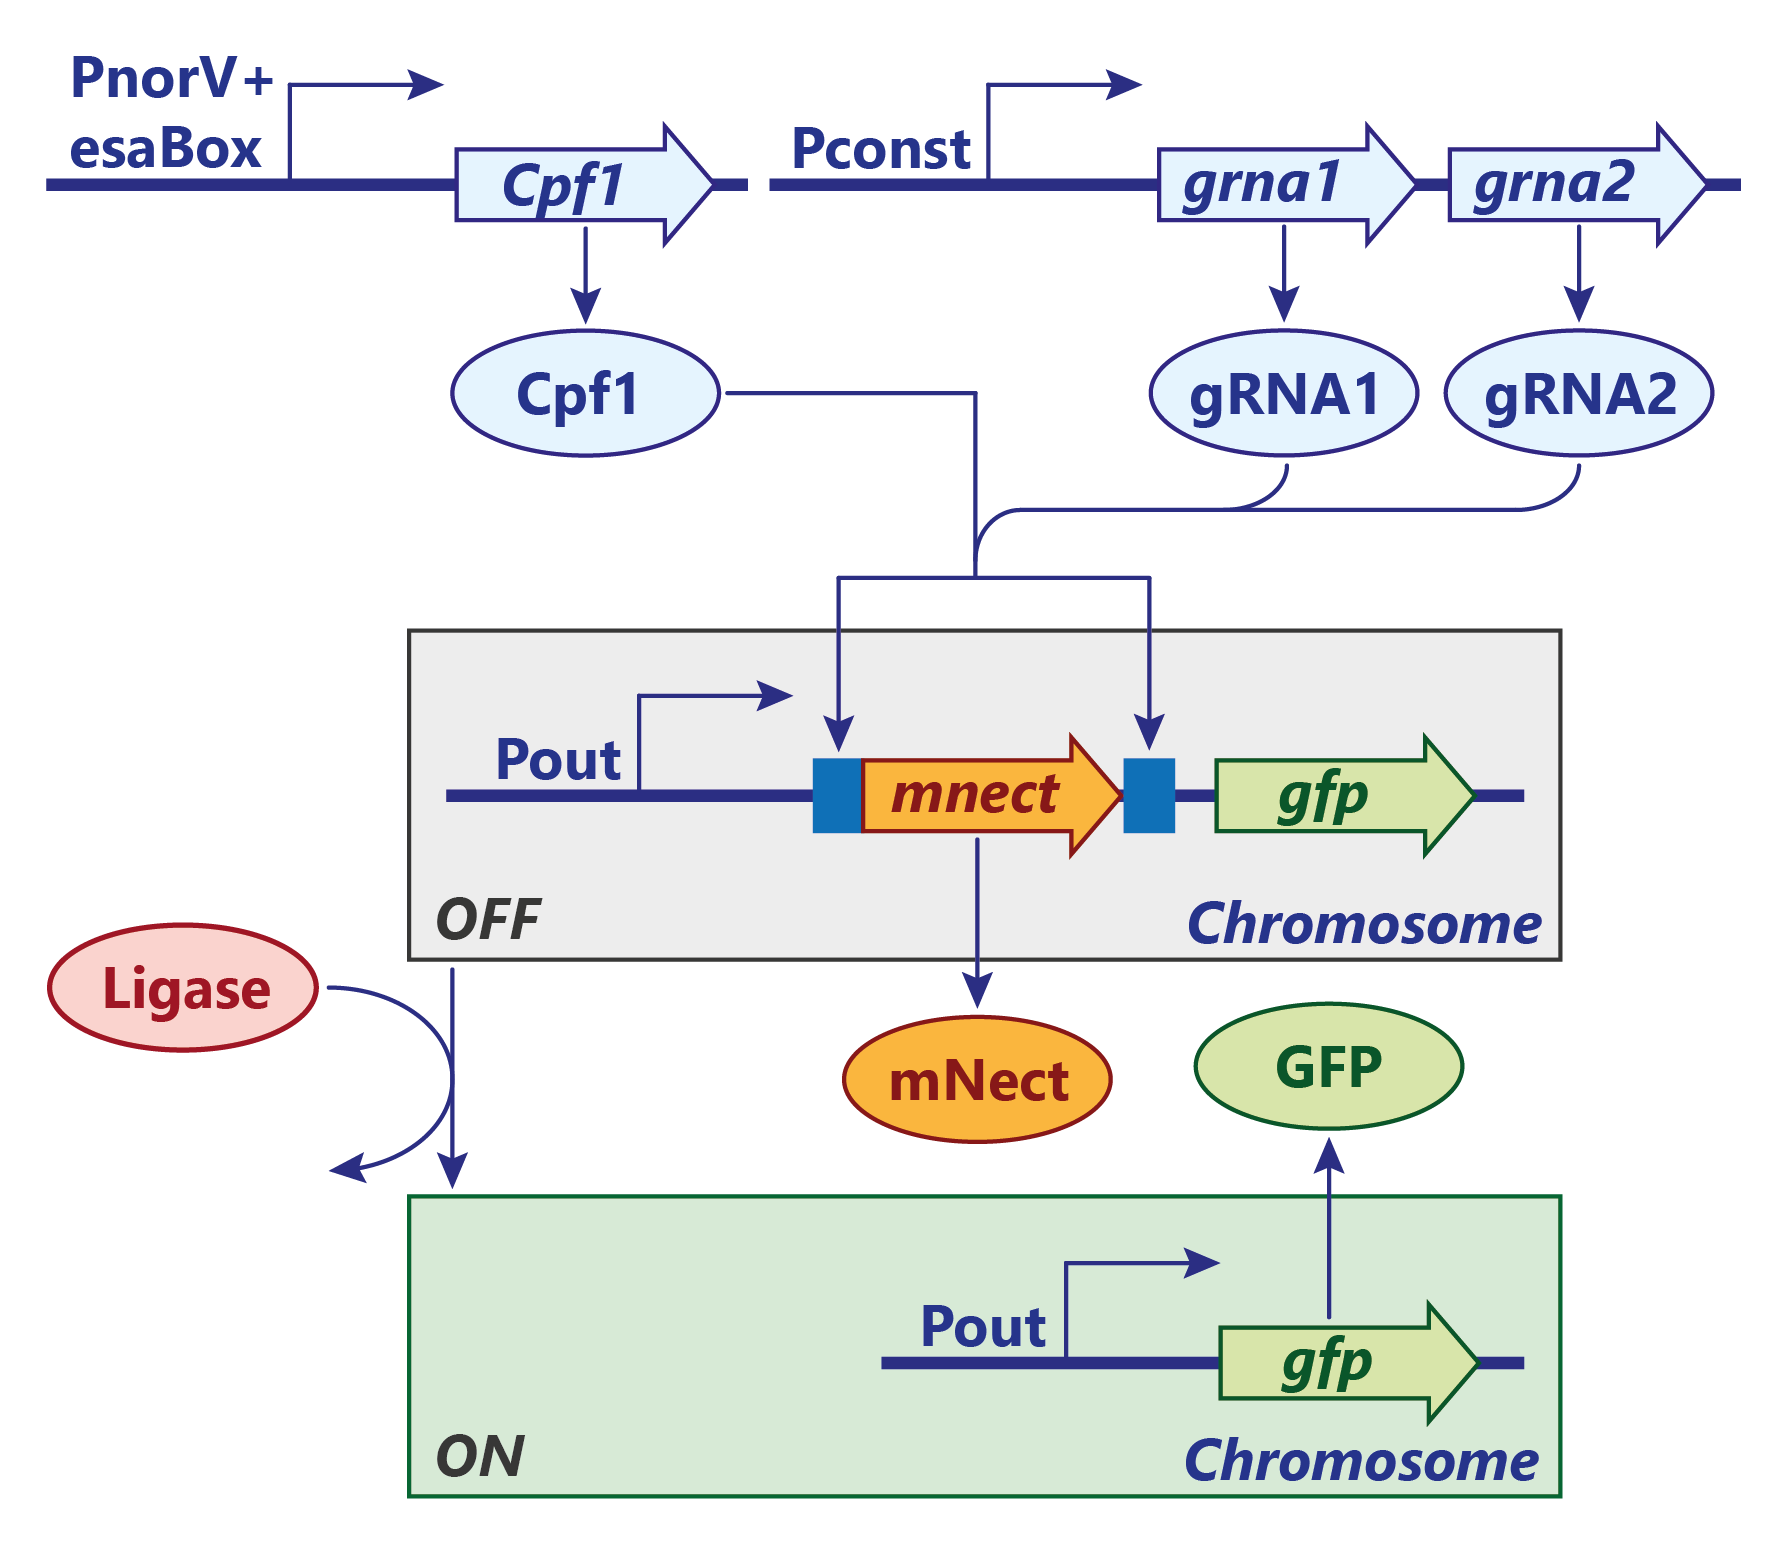 PnorV+
esaBox
Cpf1
Pconst
grna1
grna2
Cpf1
gRNA1
gRNA2
Pout
mnect
gfp
OFF
Chromosome
Ligase
mNect
GFP
Pout
gfp
ON
Chromosome